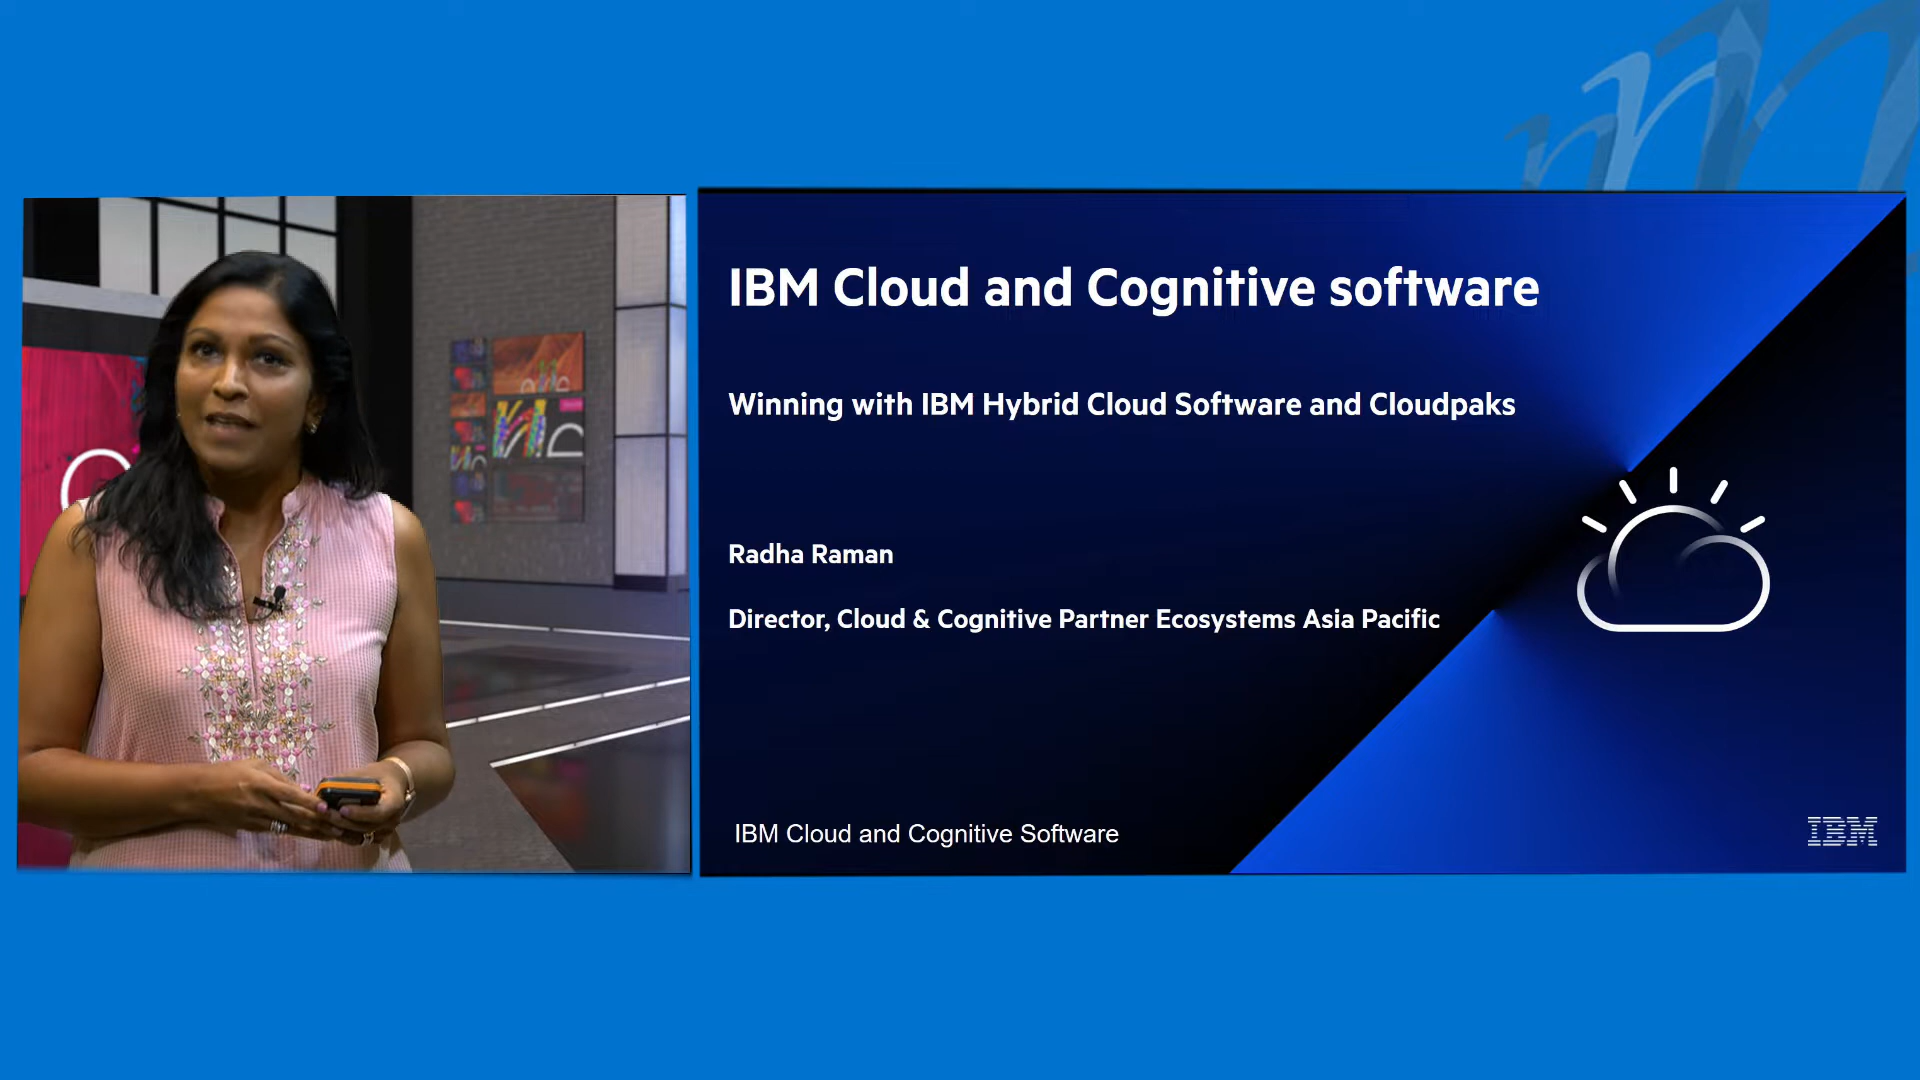 IBM Cloud and Cognitive software
Winning with IBM Hybrid Cloud Software and Cloudpaks
Radha Raman
Director, Cloud & Cognitive Partner Ecosystems Asia Pacific
IBM Cloud and Cognitive Software
IBM